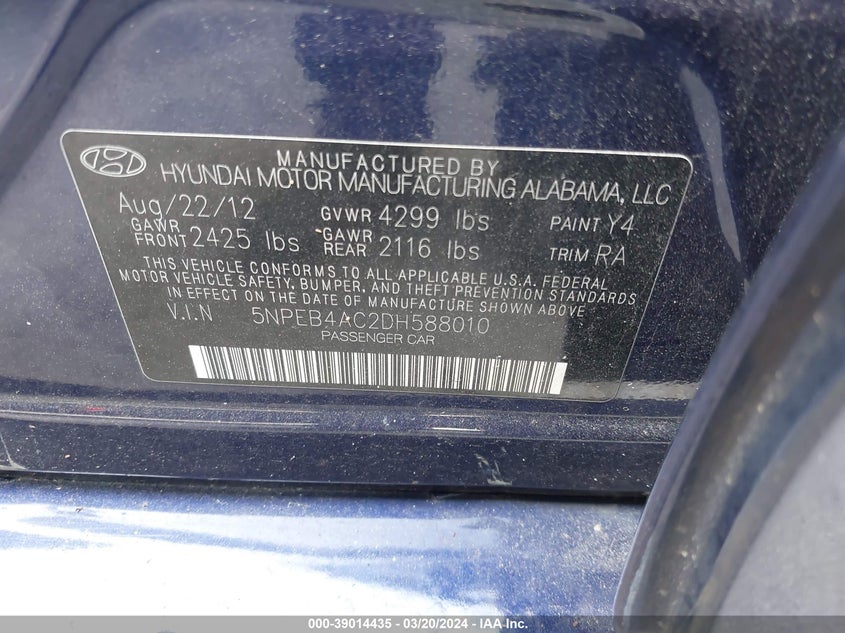 MANUFACTURED BY
HYUNDAI MOTOR MANUFACTURING ALABAMA, LLC
Aug/22/12 GVWR 4299 lbs PAINT Y4
GAWR FRONT 2425 lbs GAWR REAR 2116 lbs TRIM RA
THIS VEHICLE CONFORMS TO ALL APPLICABLE U.S.A. FEDERAL
MOTOR VEHICLE SAFETY, BUMPER, AND THEFT PREVENTION STANDARDS
IN EFFECT ON THE DATE OF MANUFACTURE SHOWN ABOVE
V.I.N 5NPEB4AC2DH588010
PASSENGER CAR
000-39014435 - 03/20/2024 - IAA Inc.